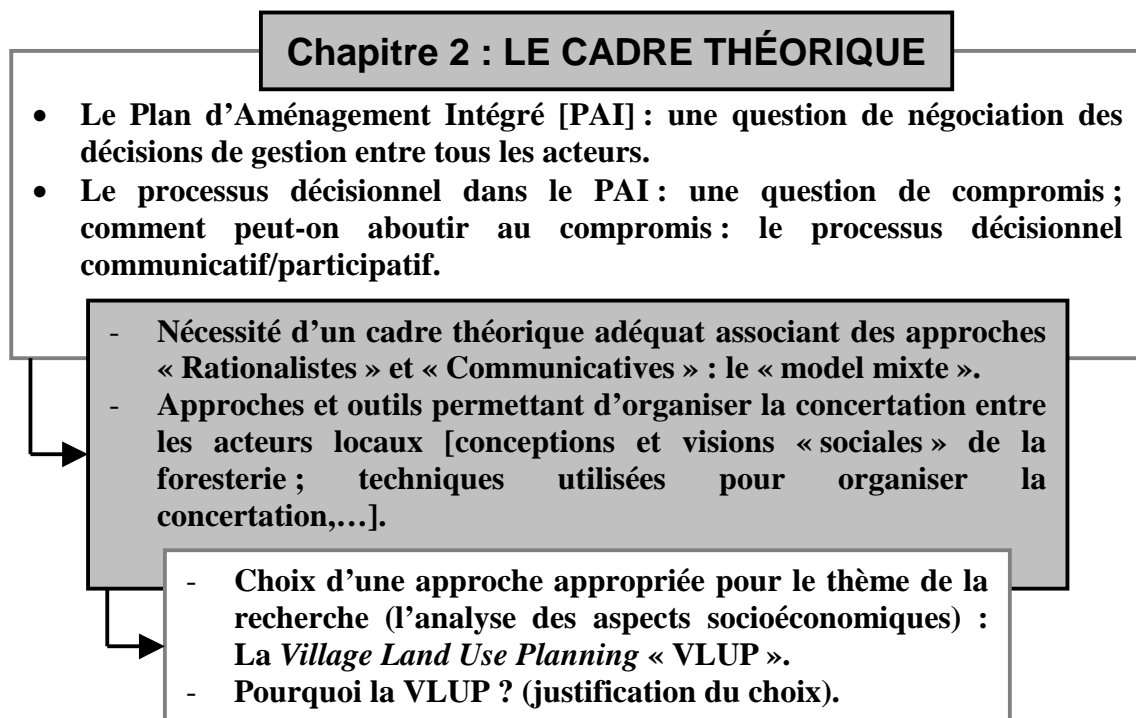 Chapitre 2 : LE CADRE THÉORIQUE
• Le Plan d’Aménagement Intégré [PAI] : une question de négociation des
décisions de gestion entre tous les acteurs.
• Le processus décisionnel dans le PAI : une question de compromis ;
comment peut-on aboutir au compromis : le processus décisionnel
communicatif/participatif.
- Nécessité d’un cadre théorique adéquat associant des approches
« Rationalistes » et « Communicatives » : le « model mixte ».
- Approches et outils permettant d’organiser la concertation entre
les acteurs locaux [conceptions et visions « sociales » de la
foresterie ; techniques utilisées pour organiser la
concertation,…].
- Choix d’une approche appropriée pour le thème de la
recherche (l’analyse des aspects socioéconomiques) :
La Village Land Use Planning « VLUP ».
- Pourquoi la VLUP ? (justification du choix).